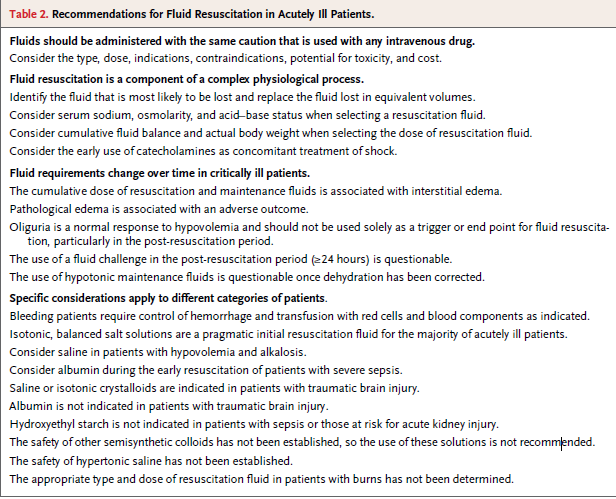 Table 2. Recommendations for Fluid Resuscitation in Acutely Ill Patients.
Fluids should be administered with the same caution that is used with any intravenous drug.
Consider the type, dose, indications, contraindications, potential for toxicity, and cost.
Fluid resuscitation is a component of a complex physiological process.
Identify the fluid that is most likely to be lost and replace the fluid lost in equivalent volumes.
Consider serum sodium, osmolarity, and acid–base status when selecting a resuscitation fluid.
Consider cumulative fluid balance and actual body weight when selecting the dose of resuscitation fluid.
Consider the early use of catecholamines as concomitant treatment of shock.
Fluid requirements change over time in critically ill patients.
The cumulative dose of resuscitation and maintenance fluids is associated with interstitial edema.
Pathological edema is associated with an adverse outcome.
Oliguria is a normal response to hypovolemia and should not be used solely as a trigger or end point for fluid resuscita-
tion, particularly in the post-resuscitation period.
The use of a fluid challenge in the post-resuscitation period (≥24 hours) is questionable.
The use of hypotonic maintenance fluids is questionable once dehydration has been corrected.
Specific considerations apply to different categories of patients.
Bleeding patients require control of hemorrhage and transfusion with red cells and blood components as indicated.
Isotonic, balanced salt solutions are a pragmatic initial resuscitation fluid for the majority of acutely ill patients.
Consider saline in patients with hypovolemia and alkalosis.
Consider albumin during the early resuscitation of patients with severe sepsis.
Saline or isotonic crystalloids are indicated in patients with traumatic brain injury.
Albumin is not indicated in patients with traumatic brain injury.
Hydroxyethyl starch is not indicated in patients with sepsis or those at risk for acute kidney injury.
The safety of other semisynthetic colloids has not been established, so the use of these solutions is not recommended.
The safety of hypertonic saline has not been established.
The appropriate type and dose of resuscitation fluid in patients with burns has not been determined.